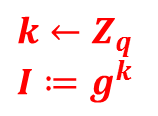 k ← Z_q
I := g^k